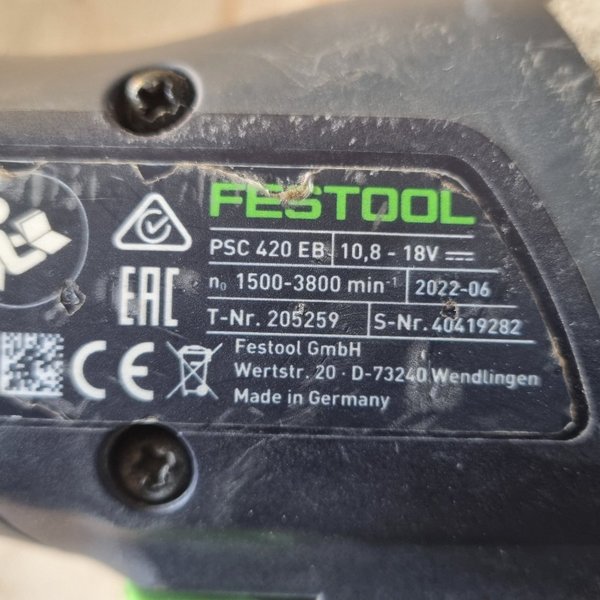 FESTOOL
PSC 420 EB 10,8 - 18V
n₀ 1500-3800 min⁻¹ 2022-06
T-Nr. 205259 S-Nr. 40419282
EAC
CE
Festool GmbH
Wertstr. 20 · D-73240 Wendlingen
Made in Germany